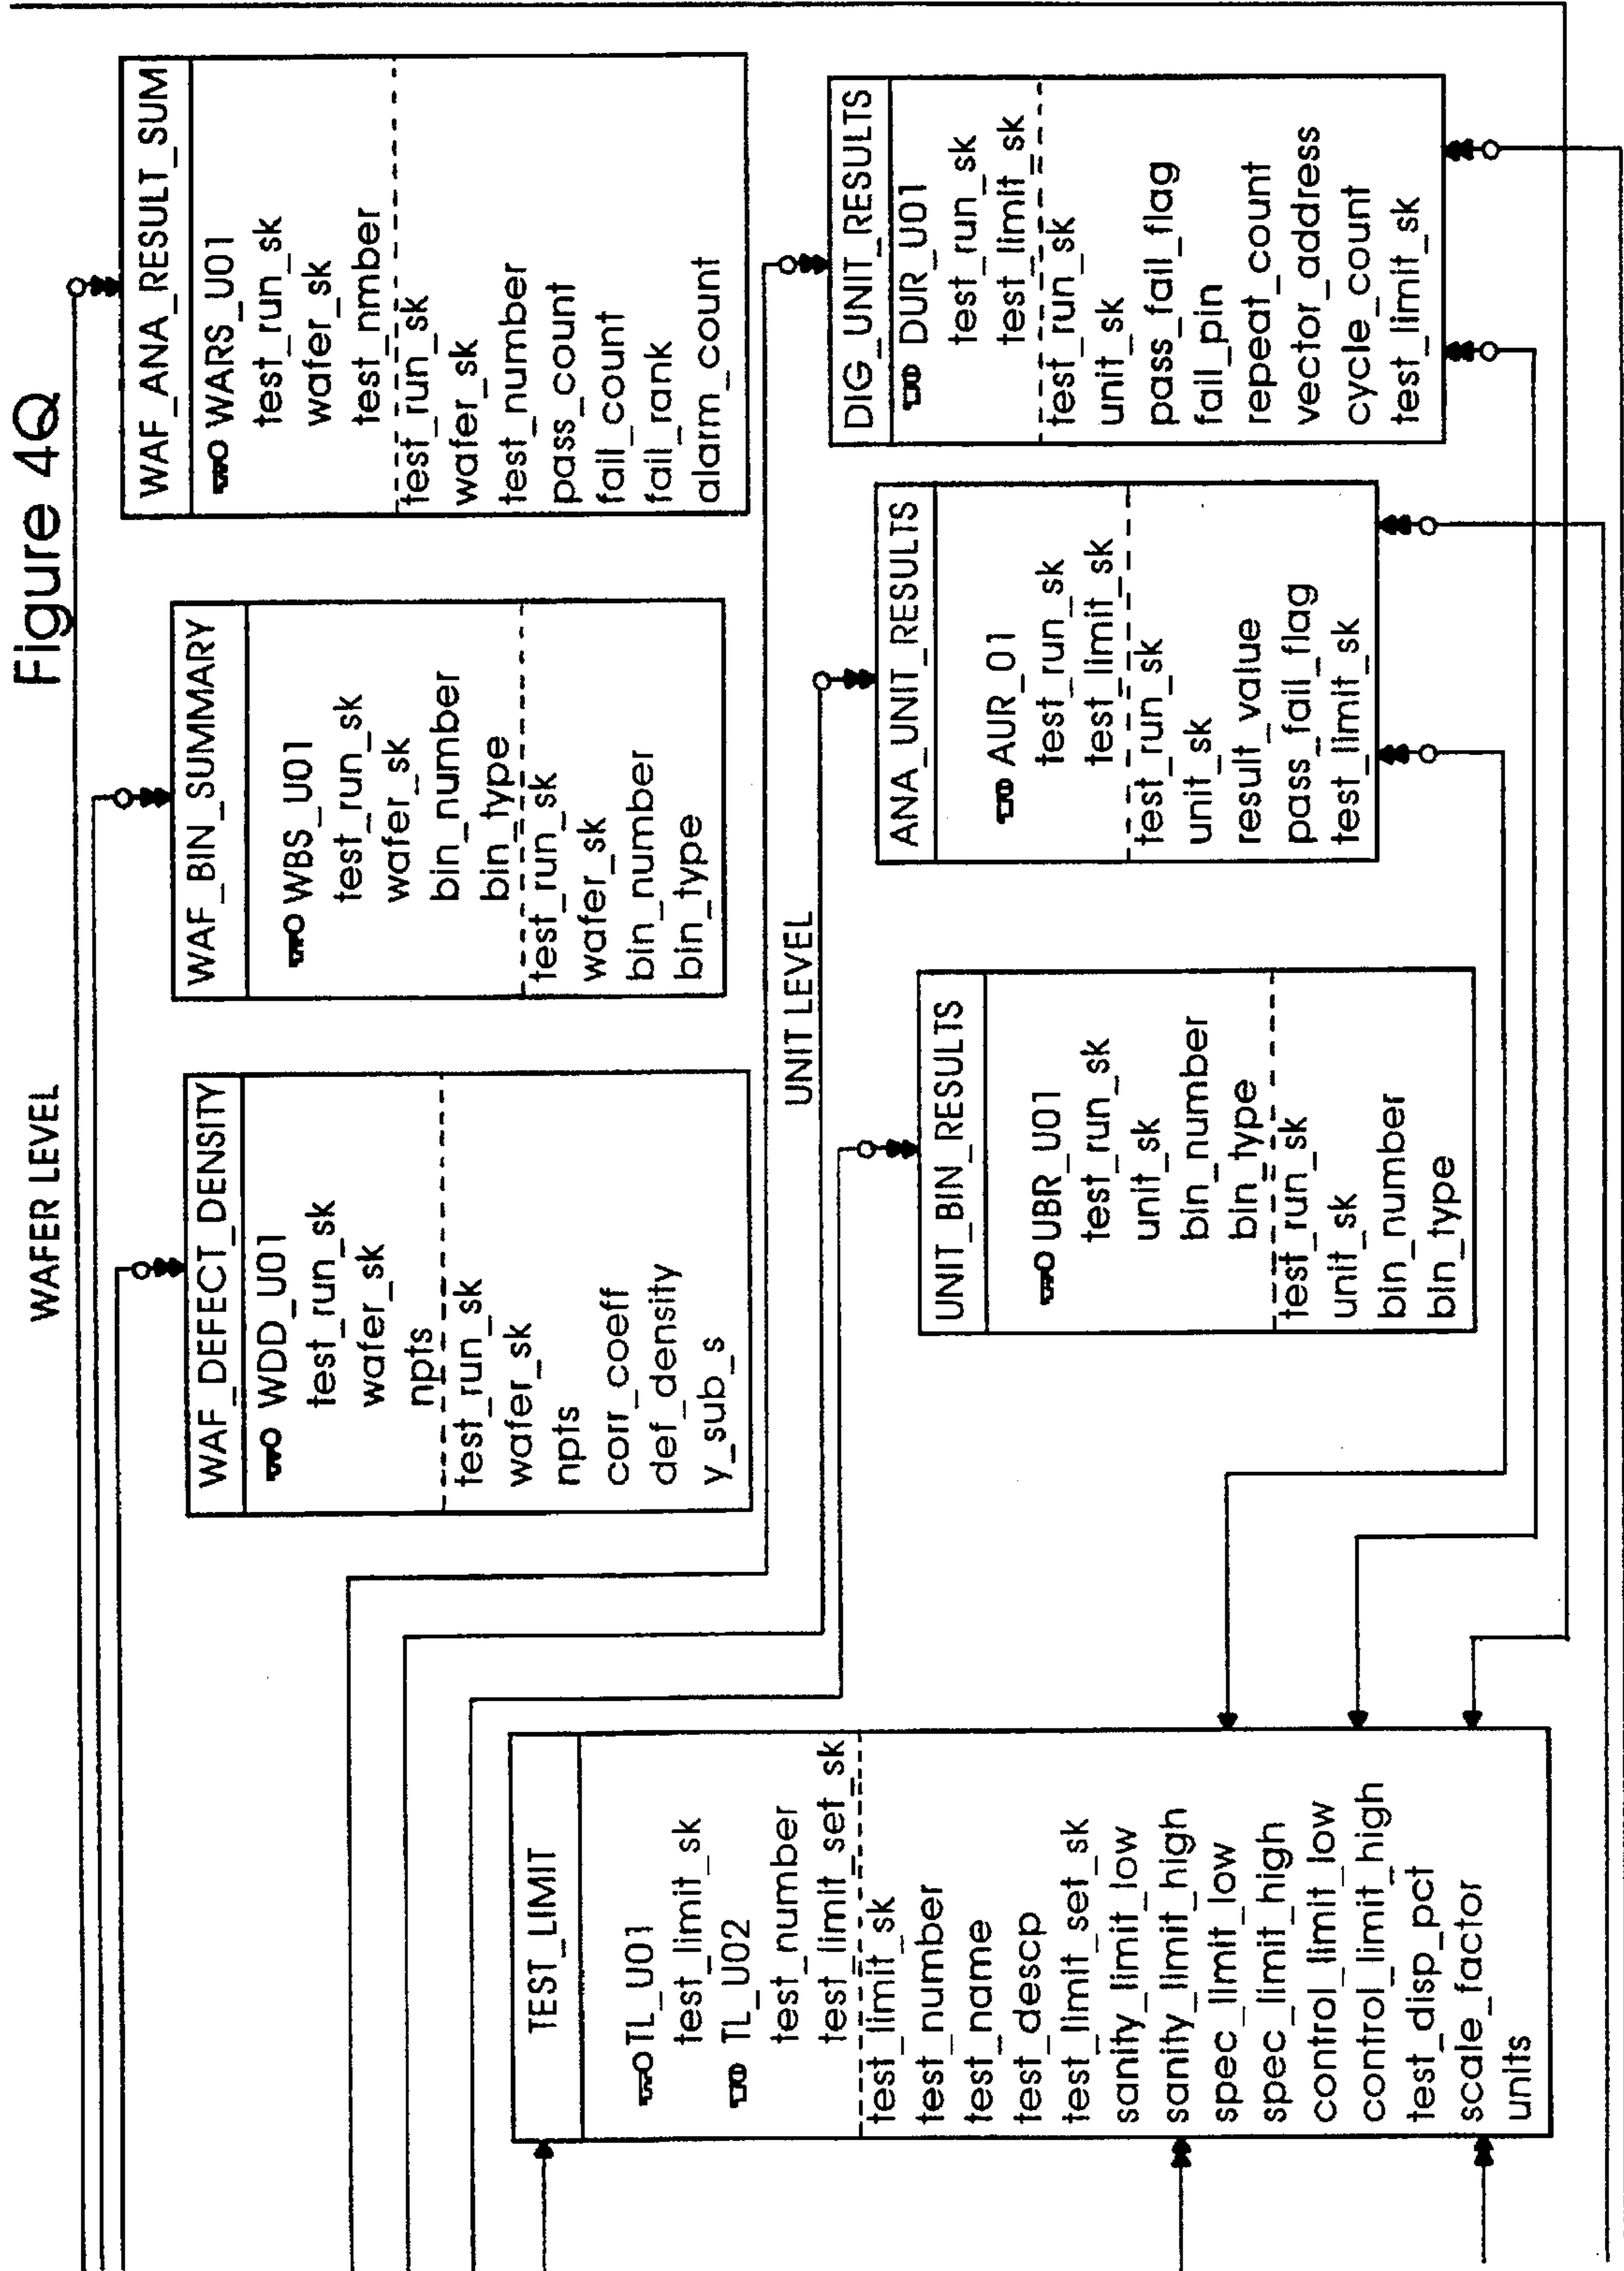 Figure 4Q
WAFER LEVEL
WAF_DEFECT_DENSITY
WDD_U01
test_run_sk
wafer_sk
npts
test_run_sk
wafer_sk
npts
corr_coeff
def_density
y_sub_s
WAF_BIN_SUMMARY
WBS_U01
test_run_sk
wafer_sk
bin_number
bin_type
test_run_sk
wafer_sk
bin_number
bin_type
WAF_ANA_RESULT_SUM
WARS_U01
test_run_sk
wafer_sk
test_nmber
test_run_sk
wafer_sk
test_number
pass_count
fail_count
fail_rank
alarm_count
UNIT LEVEL
TEST_LIMIT
TL_U01
test_limit_sk
TL_U02
test_number
test_limit_set_sk
test_limit_sk
test_number
test_name
test_descp
test_limit_set_sk
sanity_limit_low
sanity_limit_high
spec_limit_low
spec_limit_high
control_limit_low
control_limit_high
test_disp_pct
scale_factor
units
UNIT_BIN_RESULTS
UBR_U01
test_run_sk
unit_sk
bin_number
bin_type
test_run_sk
unit_sk
bin_number
bin_type
ANA_UNIT_RESULTS
AUR_01
test_run_sk
test_limit_sk
test_run_sk
unit_sk
result_value
pass_fail_flag
test_limit_sk
DIG_UNIT_RESULTS
DUR_U01
test_run_sk
test_limit_sk
test_run_sk
unit_sk
pass_fail_flag
fail_pin
repeat_count
vector_address
cycle_count
test_limit_sk